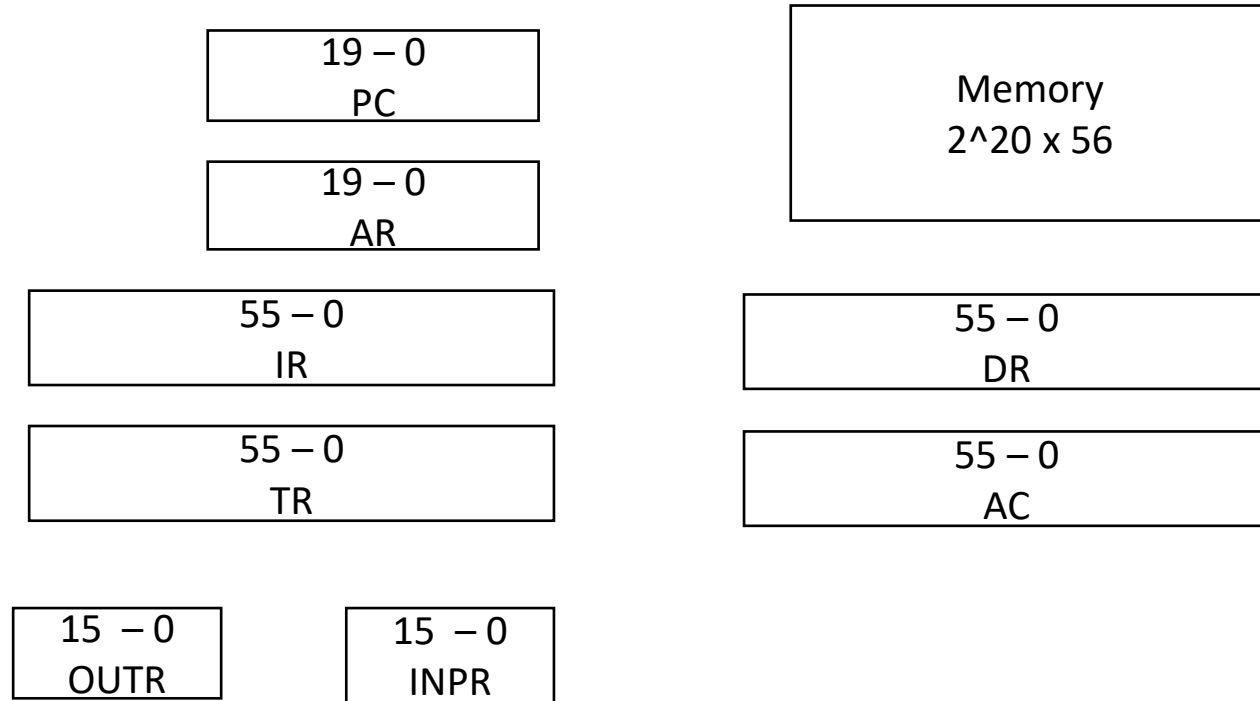 19 – 0
PC
Memory
2^20 x 56
19 – 0
AR
55 – 0
IR
55 – 0
DR
55 – 0
TR
55 – 0
AC
15 – 0
OUTR
15 – 0
INPR